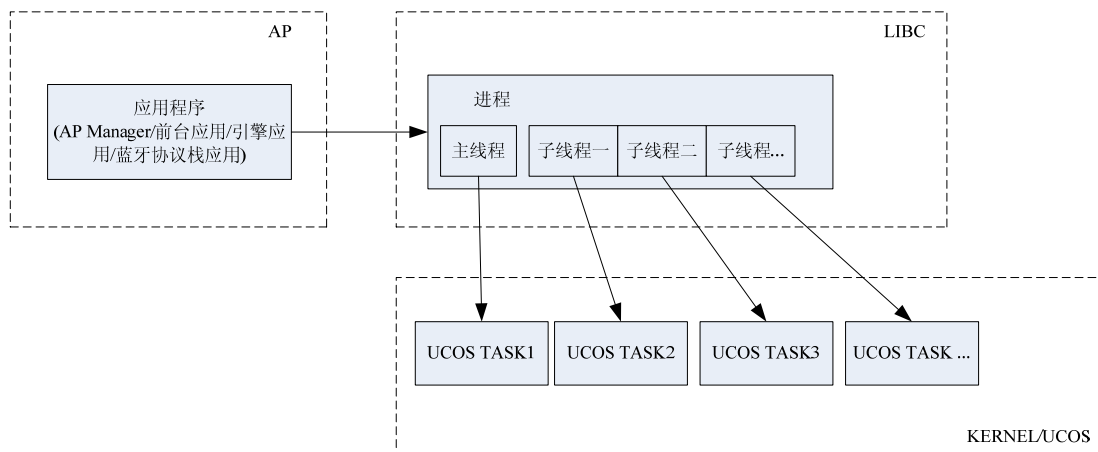 AP
LIBC
应用程序
(AP Manager/前台应用/引擎应
用/蓝牙协议栈应用)
进程
主线程
子线程一
子线程二
子线程...
UCOS TASK1
UCOS TASK2
UCOS TASK3
UCOS TASK ...
KERNEL/UCOS